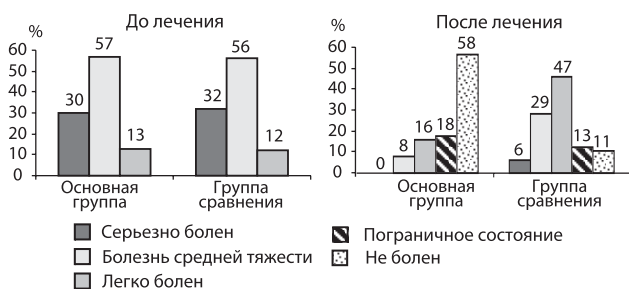 До лечения
%
60
50
40
30
20
10
0
30
57
13
32
56
12
Основная
группа
Группа
сравнения
После лечения
%
60
50
40
30
20
10
0
0
8
16
18
58
6
29
47
13
11
Основная
группа
Группа
сравнения
Серьезно болен
Болезнь средней тяжести
Легко болен
Пограничное состояние
Не болен